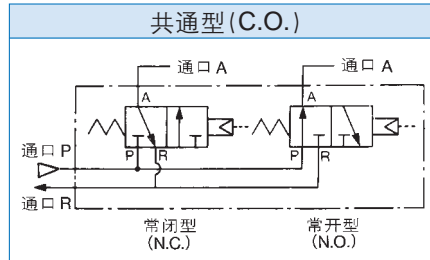 共通型(C.O.)
通口 A 通口 A
A A
通口 P
P R P R
通口 R
常闭型 常开型
(N.C.) (N.O.)